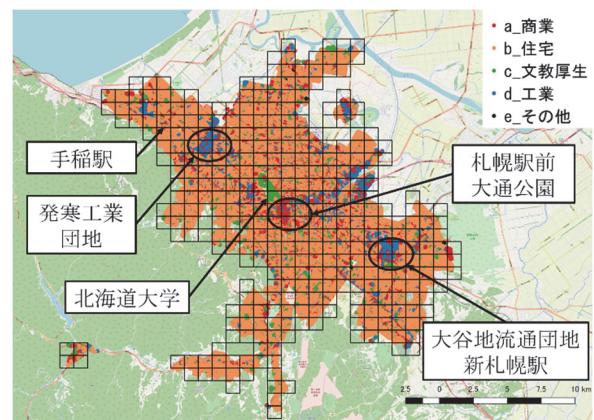 a_商業
b_住宅
c_文教厚生
d_工業
e_その他
手稲駅
札幌駅前
大通公園
発寒工業
団地
北海道大学
大谷地流通団地
新札幌駅
2.5 0 2.5 5 7.5 10 km